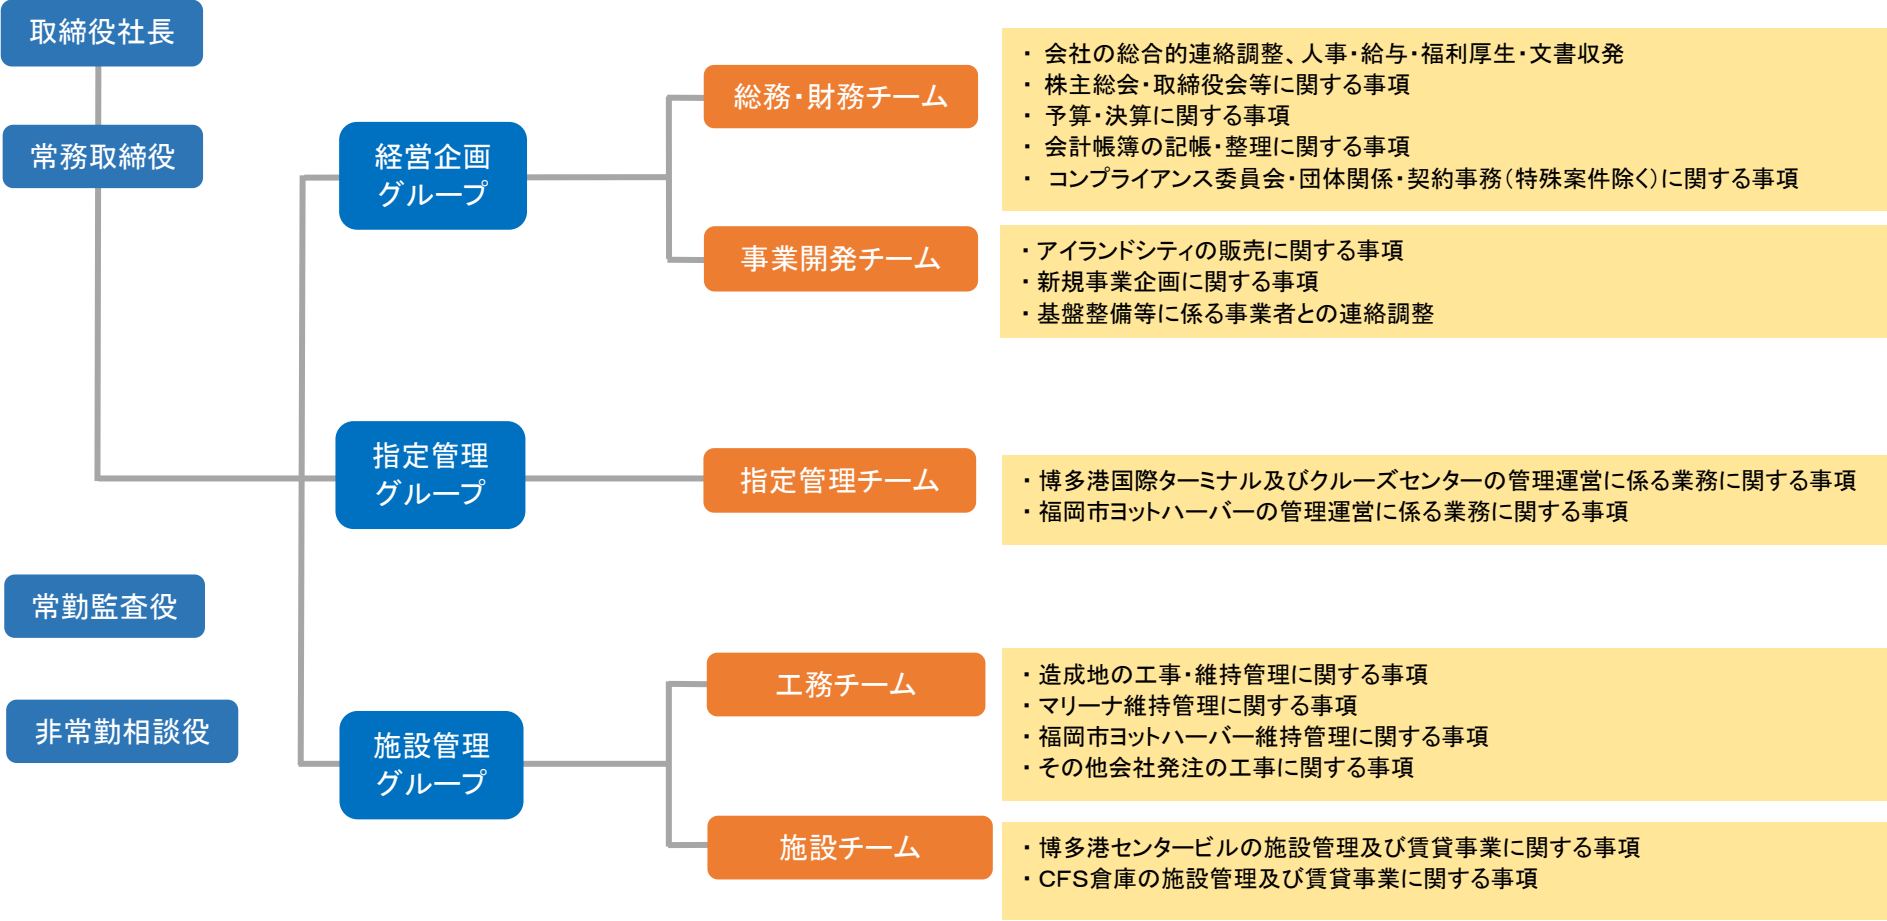 取締役社長
常務取締役
常勤監査役
非常勤相談役
経営企画
グループ
総務・財務チーム
・ 会社の総合的連絡調整、人事・給与・福利厚生・文書収発
・ 株主総会・取締役会等に関する事項
・ 予算・決算に関する事項
・ 会計帳簿の記帳・整理に関する事項
・ コンプライアンス委員会・団体関係・契約事務（特殊案件除く）に関する事項
事業開発チーム
・アイランドシティの販売に関する事項
・新規事業企画に関する事項
・基盤整備等に係る事業者との連絡調整
指定管理
グループ
指定管理チーム
・博多港国際ターミナル及びクルーズセンターの管理運営に係る業務に関する事項
・福岡市ヨットハーバーの管理運営に係る業務に関する事項
施設管理
グループ
工務チーム
・造成地の工事・維持管理に関する事項
・マリーナ維持管理に関する事項
・福岡市ヨットハーバー維持管理に関する事項
・その他会社発注の工事に関する事項
施設チーム
・博多港センタービルの施設管理及び賃貸事業に関する事項
・CFS倉庫の施設管理及び賃貸事業に関する事項